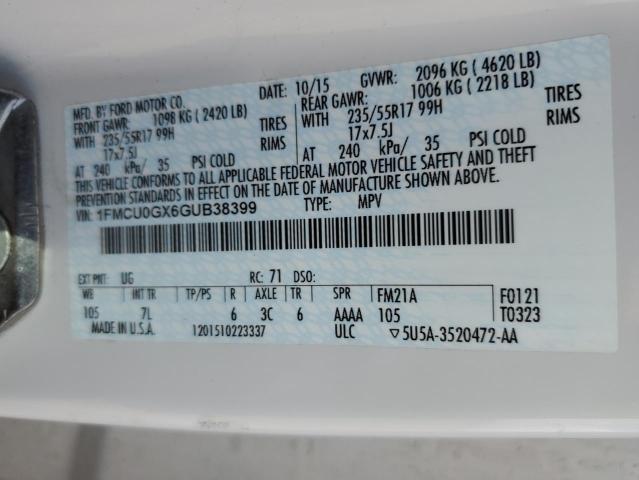 MFD. BY FORD MOTOR CO.
DATE: 10/15 GVWR: 2096 KG ( 4620 LB)
FRONT GAWR: 1098 KG ( 2420 LB)
REAR GAWR: 1006 KG ( 2218 LB)
WITH 235/55R17 99H TIRES
WITH 235/55R17 99H TIRES
17x7.5J RIMS
17x7.5J RIMS
AT 240 kPa/ 35 PSI COLD
AT 240 kPa/ 35 PSI COLD
THIS VEHICLE CONFORMS TO ALL APPLICABLE FEDERAL MOTOR VEHICLE SAFETY AND THEFT
PREVENTION STANDARDS IN EFFECT ON THE DATE OF MANUFACTURE SHOWN ABOVE.
VIN: 1FMCU0GX6GUB38399 TYPE: MPV
EXT PNT: UG RC: 71 DSO:
WB INT TR TP/PS R AXLE TR SPR FM21A F0121
105 7L 6 3C 6 AAAA 105 T0323
MADE IN U.S.A. 1201510223337 ULC ▽5U5A-3520472-AA